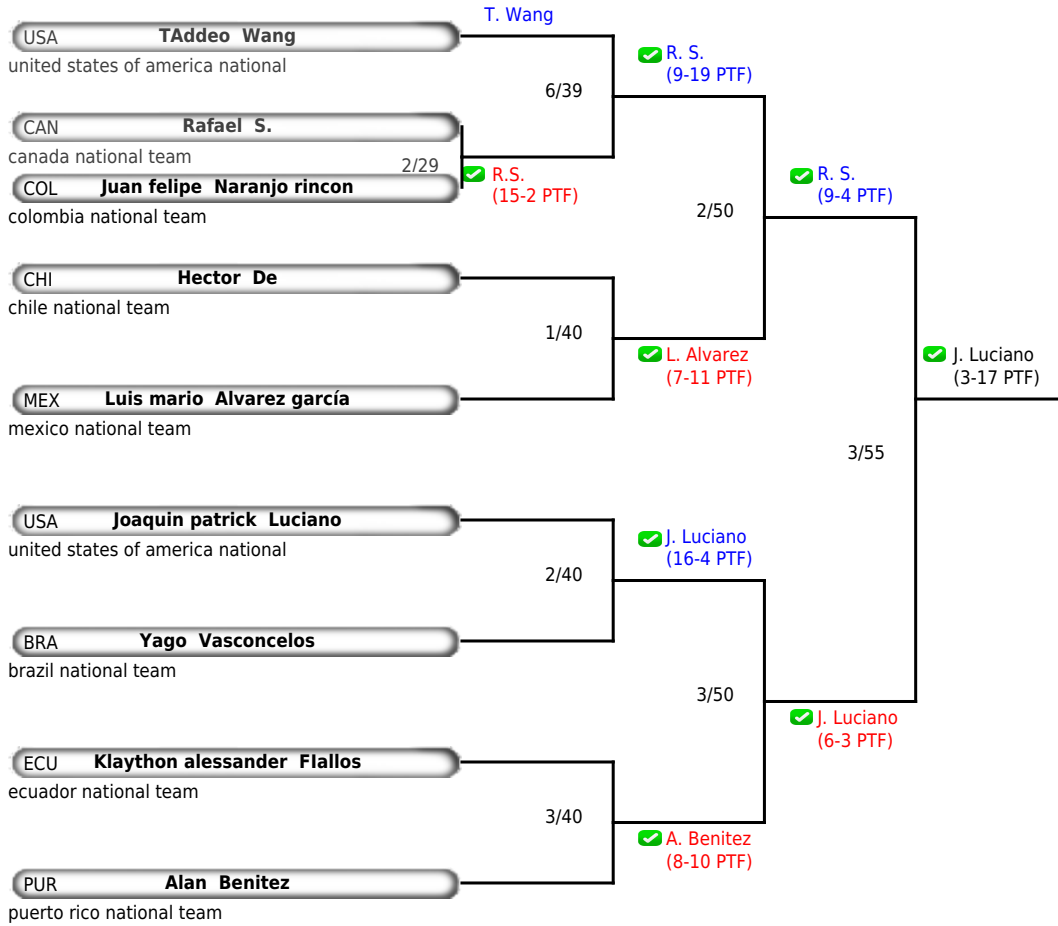 T. Wang
USA TAddeo Wang
united states of america national
R. S.
(9-19 PTF)
6/39
CAN Rafael S.
canada national team
2/29
R.S.
(15-2 PTF)
COL Juan felipe Naranjo rincon
colombia national team
R. S.
(9-4 PTF)
2/50
CHI Hector De
chile national team
1/40
L. Alvarez
(7-11 PTF)
J. Luciano
(3-17 PTF)
MEX Luis mario Alvarez garcía
mexico national team
3/55
USA Joaquin patrick Luciano
united states of america national
J. Luciano
(16-4 PTF)
2/40
BRA Yago Vasconcelos
brazil national team
3/50
J. Luciano
(6-3 PTF)
ECU Klaython alessander FIallos
ecuador national team
3/40
A. Benitez
(8-10 PTF)
PUR Alan Benitez
puerto rico national team